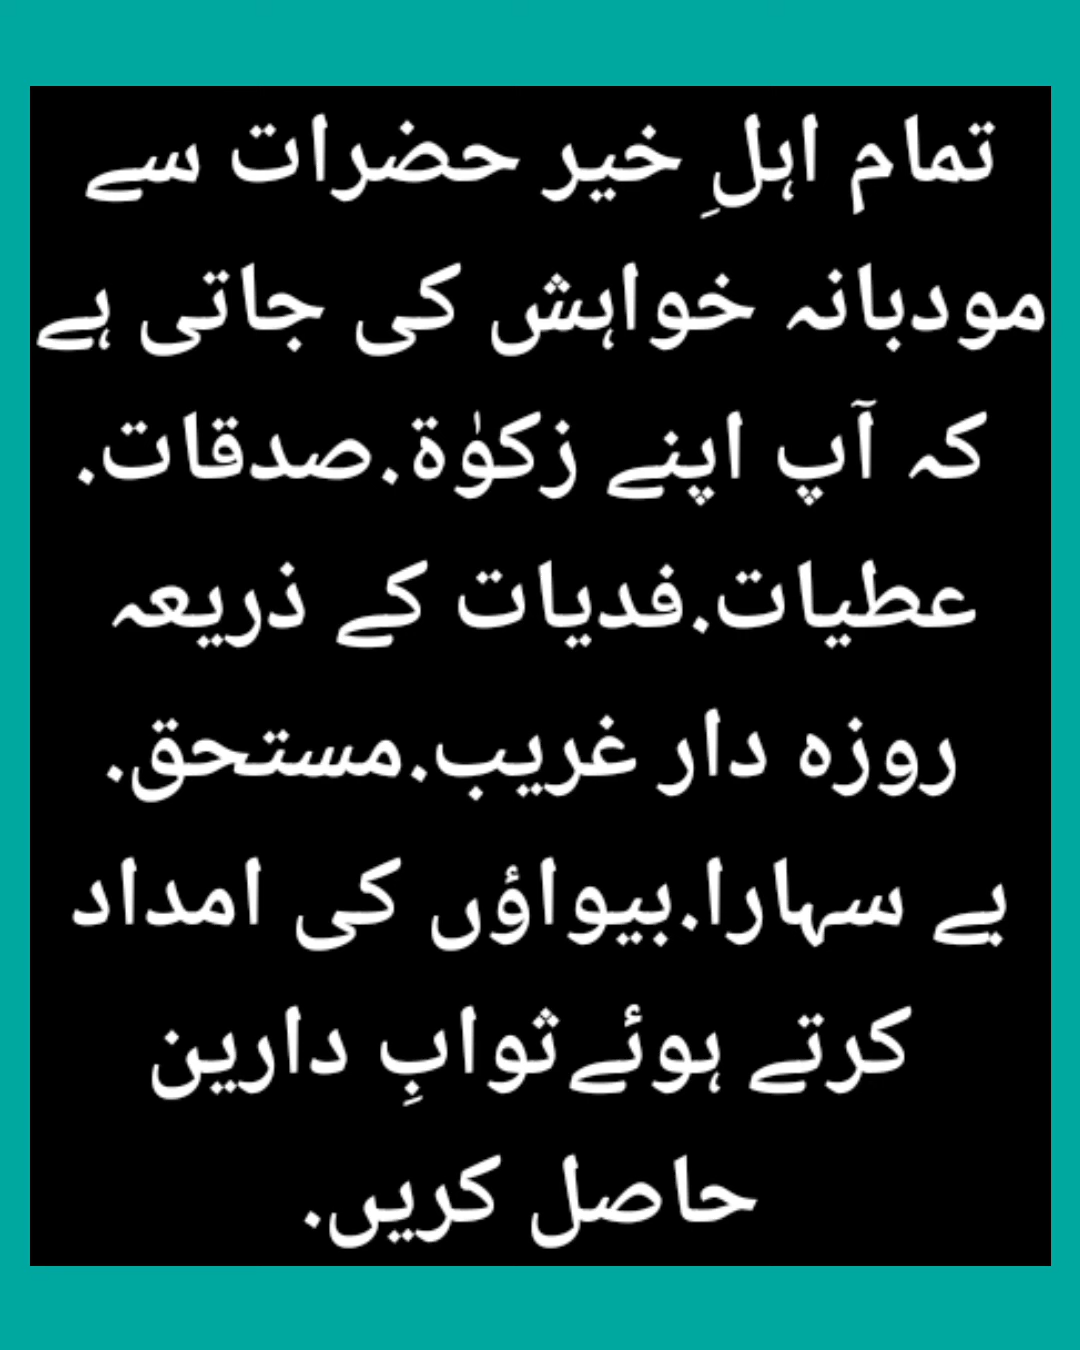 تمام اہلِ خیر حضرات سے
مودبانہ خواہش کی جاتی ہے
کہ آپ اپنے زکوٰۃ.صدقات.
عطیات.فدیات کے ذریعہ
روزہ دار غریب.مستحق.
بے سہارا.بیواؤں کی امداد
کرتے ہوئےثوابِ دارین
حاصل کریں.